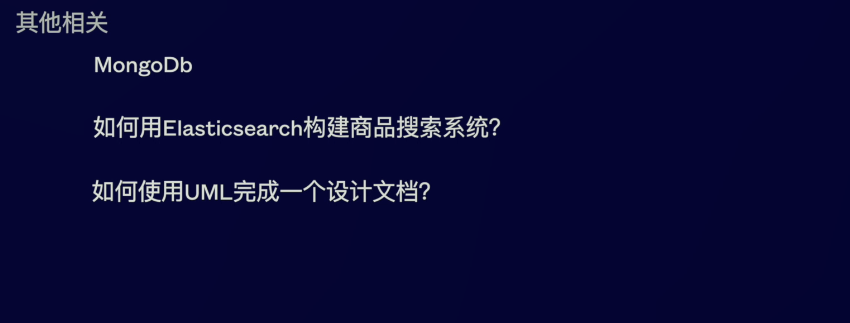 其他相关
MongoDb
如何用Elasticsearch构建商品搜索系统?
如何使用UML完成一个设计文档?